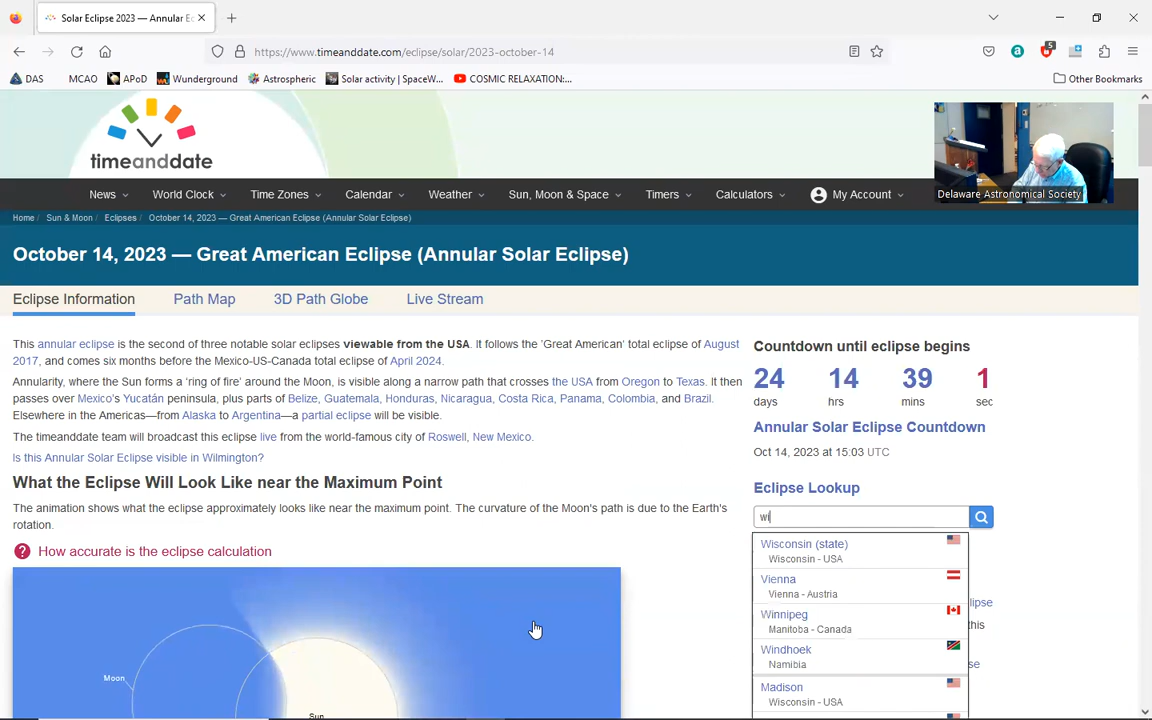 Solar Eclipse 2023 — Annular Ec
https://www.timeanddate.com/eclipse/solar/2023-october-14
5
DAS MCAO APoD Wunderground Astrospheric Solar activity | SpaceW... COSMIC RELAXATION:... Other Bookmarks
timeanddate
Delaware Astronomical Society
News World Clock Time Zones Calendar Weather Sun, Moon & Space Timers Calculators My Account
Home / Sun & Moon / Eclipses / October 14, 2023 — Great American Eclipse (Annular Solar Eclipse)
October 14, 2023 — Great American Eclipse (Annular Solar Eclipse)
Eclipse Information Path Map 3D Path Globe Live Stream
This annular eclipse is the second of three notable solar eclipses viewable from the USA. It follows the 'Great American' total eclipse of August
2017, and comes six months before the Mexico-US-Canada total eclipse of April 2024.
Annularity, where the Sun forms a 'ring of fire' around the Moon, is visible along a narrow path that crosses the USA from Oregon to Texas. It then
passes over Mexico's Yucatán peninsula, plus parts of Belize, Guatemala, Honduras, Nicaragua, Costa Rica, Panama, Colombia, and Brazil.
Elsewhere in the Americas—from Alaska to Argentina—a partial eclipse will be visible.
The timeanddate team will broadcast this eclipse live from the world-famous city of Roswell, New Mexico.
Is this Annular Solar Eclipse visible in Wilmington?
What the Eclipse Will Look Like near the Maximum Point
The animation shows what the eclipse approximately looks like near the maximum point. The curvature of the Moon's path is due to the Earth's
rotation.
? How accurate is the eclipse calculation
Moon
Sun
Countdown until eclipse begins
24 14 39 1
days hrs mins sec
Annular Solar Eclipse Countdown
Oct 14, 2023 at 15:03 UTC
Eclipse Lookup
wi
Wisconsin (state)
Wisconsin - USA
Vienna
Vienna - Austria
Winnipeg
Manitoba - Canada
Windhoek
Namibia
Madison
Wisconsin - USA
lipse
this
se